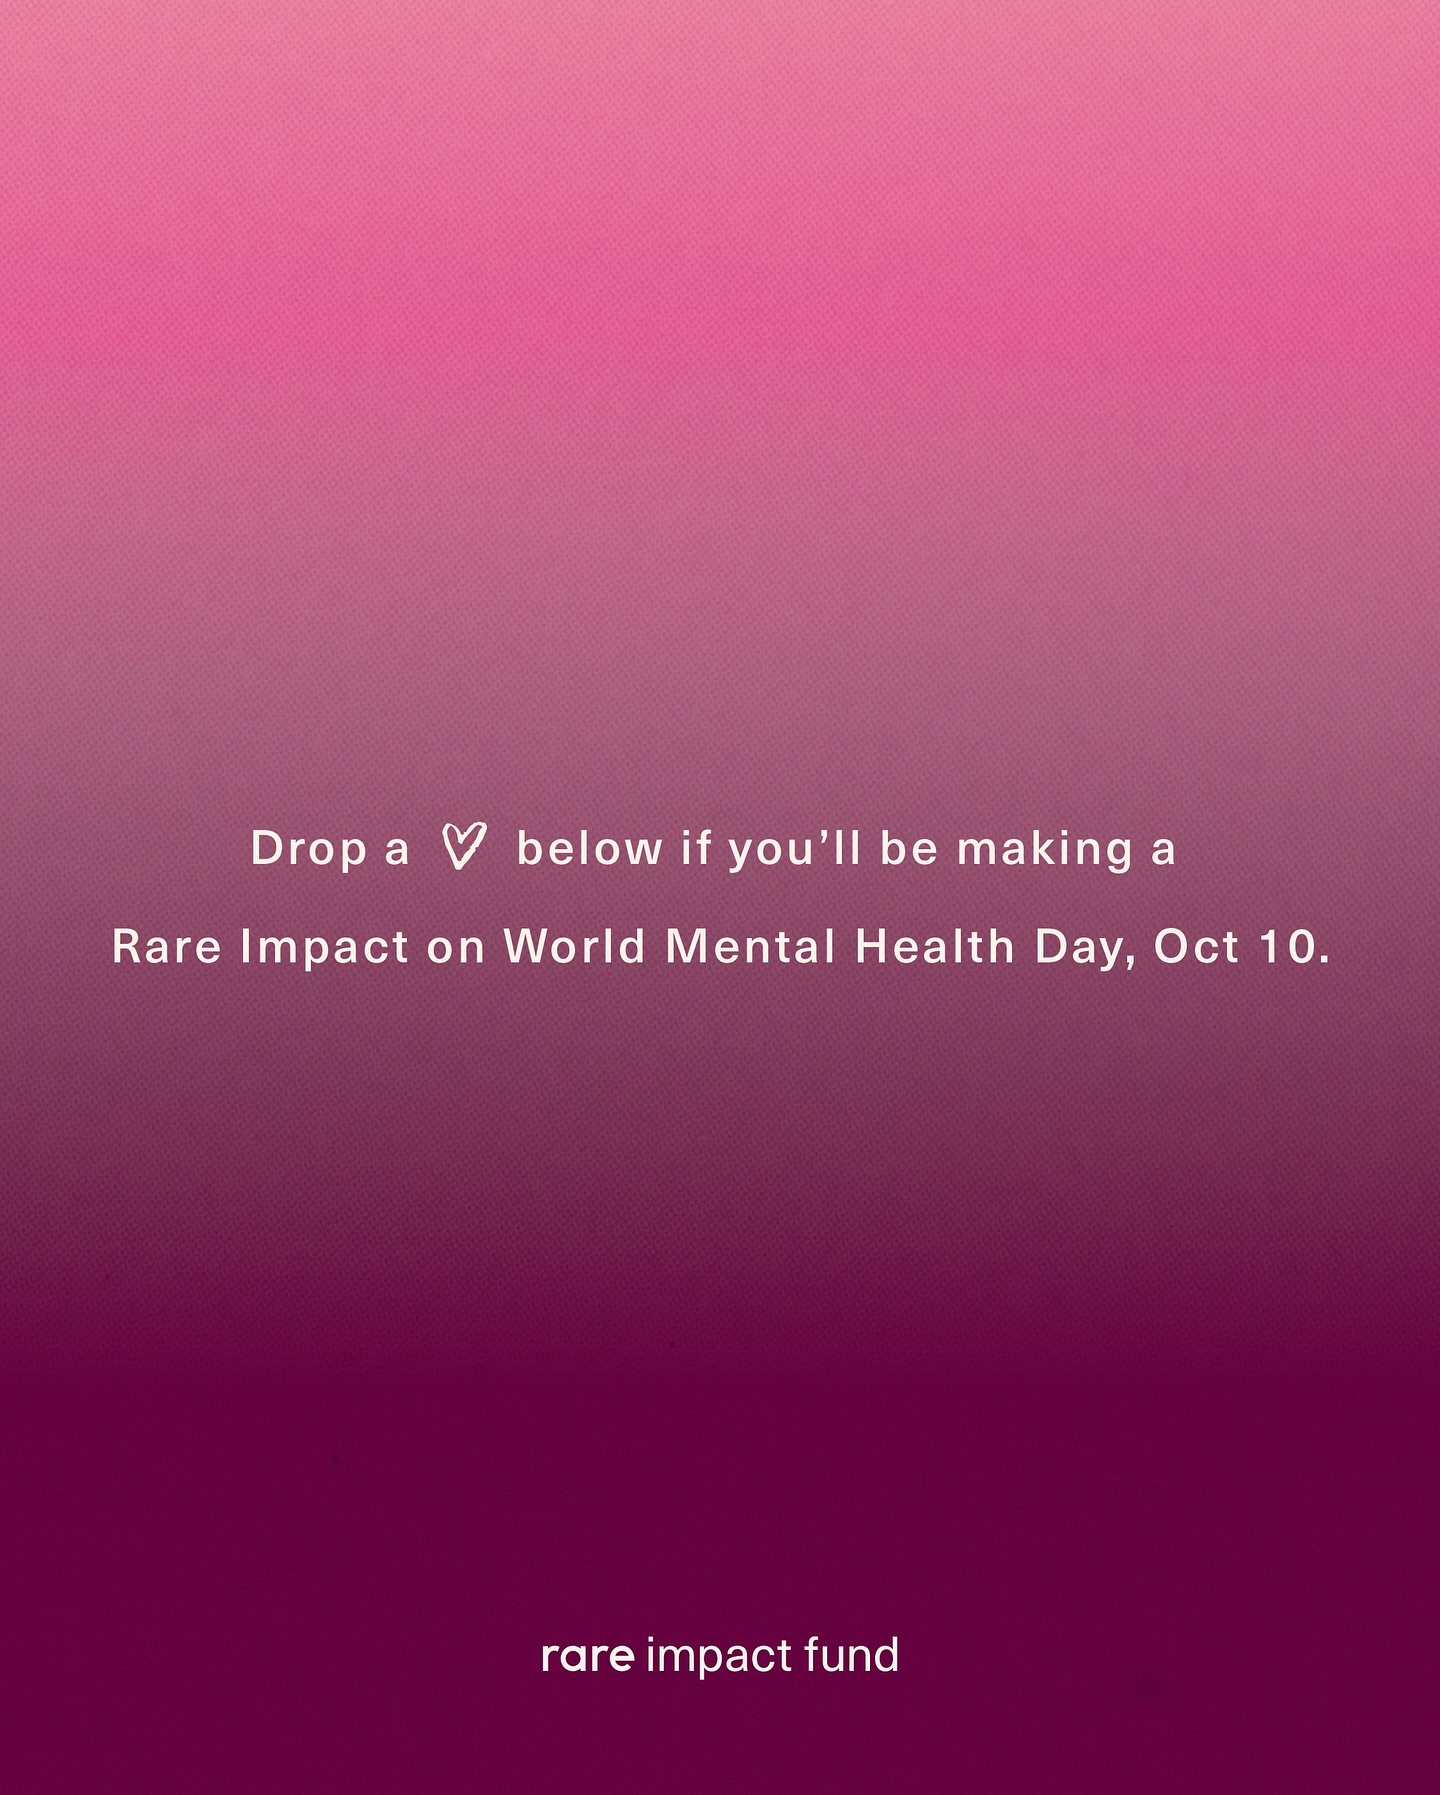 Drop a ♡ below if you’ll be making a
Rare Impact on World Mental Health Day, Oct 10.
rare impact fund